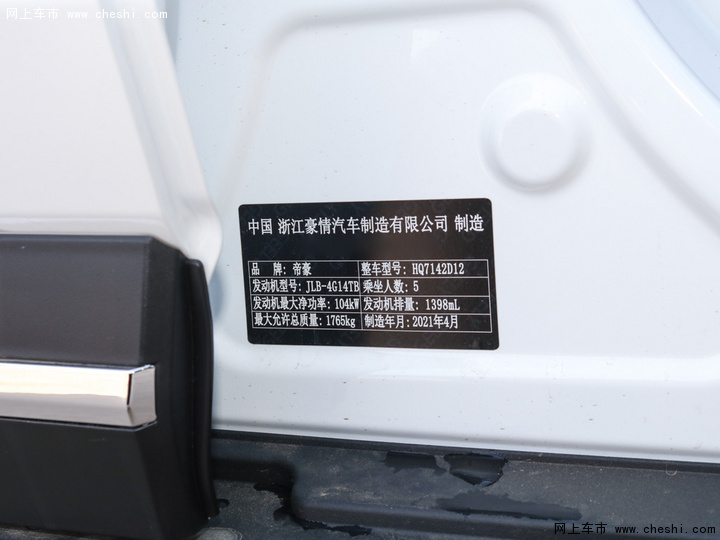 网上车市 · www.cheshi.com
中国 浙江豪情汽车制造有限公司 制造
品 牌: 帝豪 整车型号: HQ7142D12
发动机型号: JLB-4G14TB 乘坐人数: 5
发动机最大净功率: 104kW 发动机排量: 1398mL
最大允许总质量: 1765kg 制造年月: 2021年4月
网上车市 www.cheshi.com